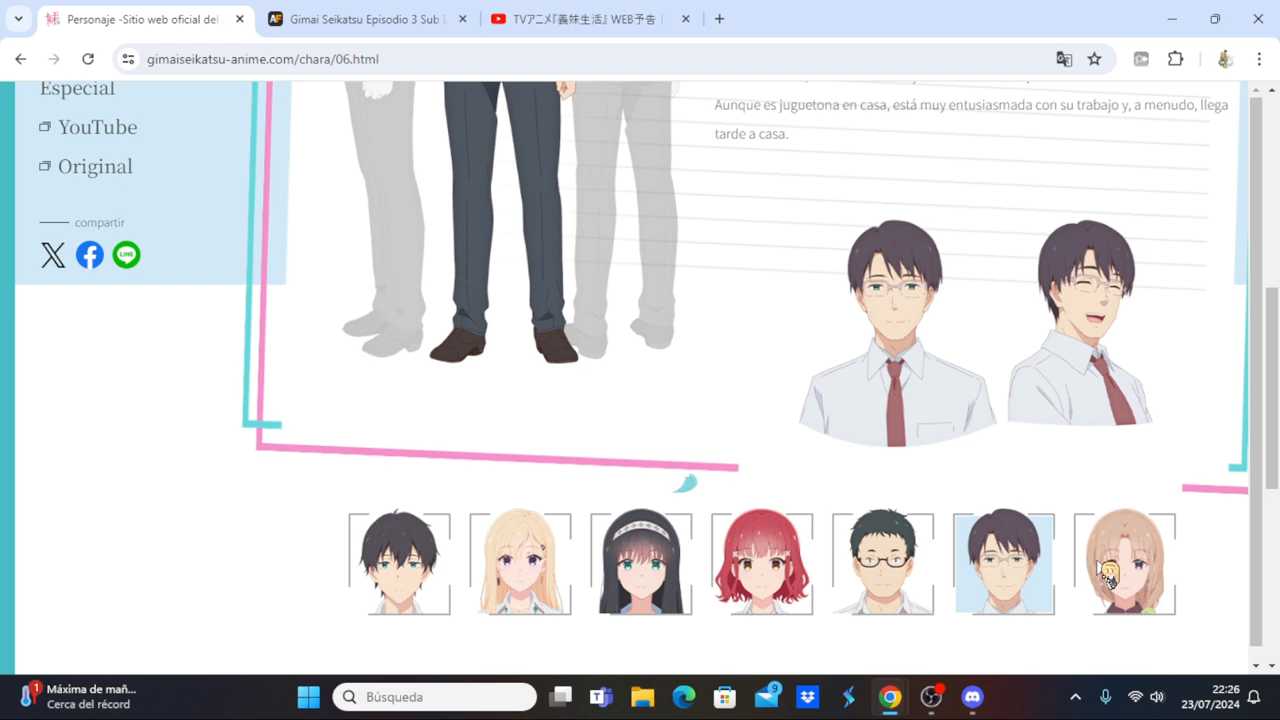 Personaje -Sitio web oficial del
Gimai Seikatsu Episodio 3 Sub E
TVアニメ『義妹生活』 WEB予告｜
gimaiseikatsu-anime.com/chara/06.html
Especial
YouTube
Original
compartir
LINE
Aunque es juguetona en casa, está muy entusiasmada con su trabajo y, a menudo, llega
tarde a casa.
1
Máxima de mañ...
Cerca del récord
Búsqueda
9
22:26
23/07/2024